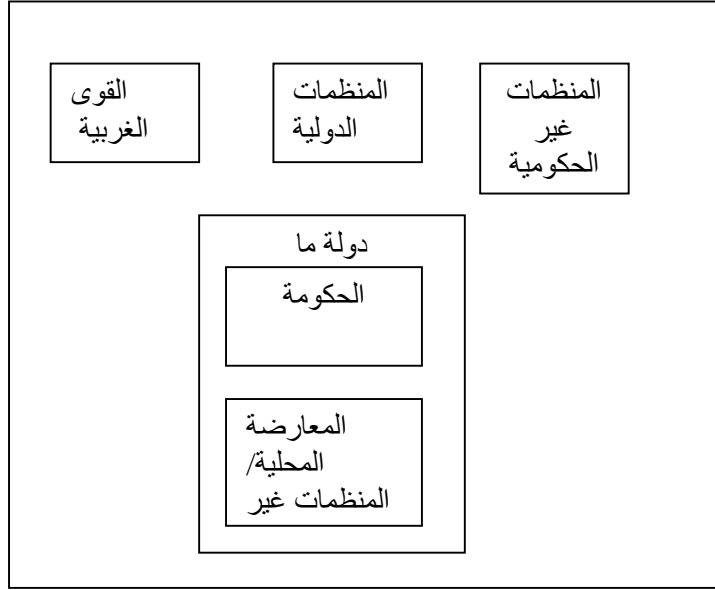 المنظمات
غير
الحكومية
المنظمات
الدولية
القوى
الغربية
دولة ما
الحكومة
المعارضة
المحلية/
المنظمات غير